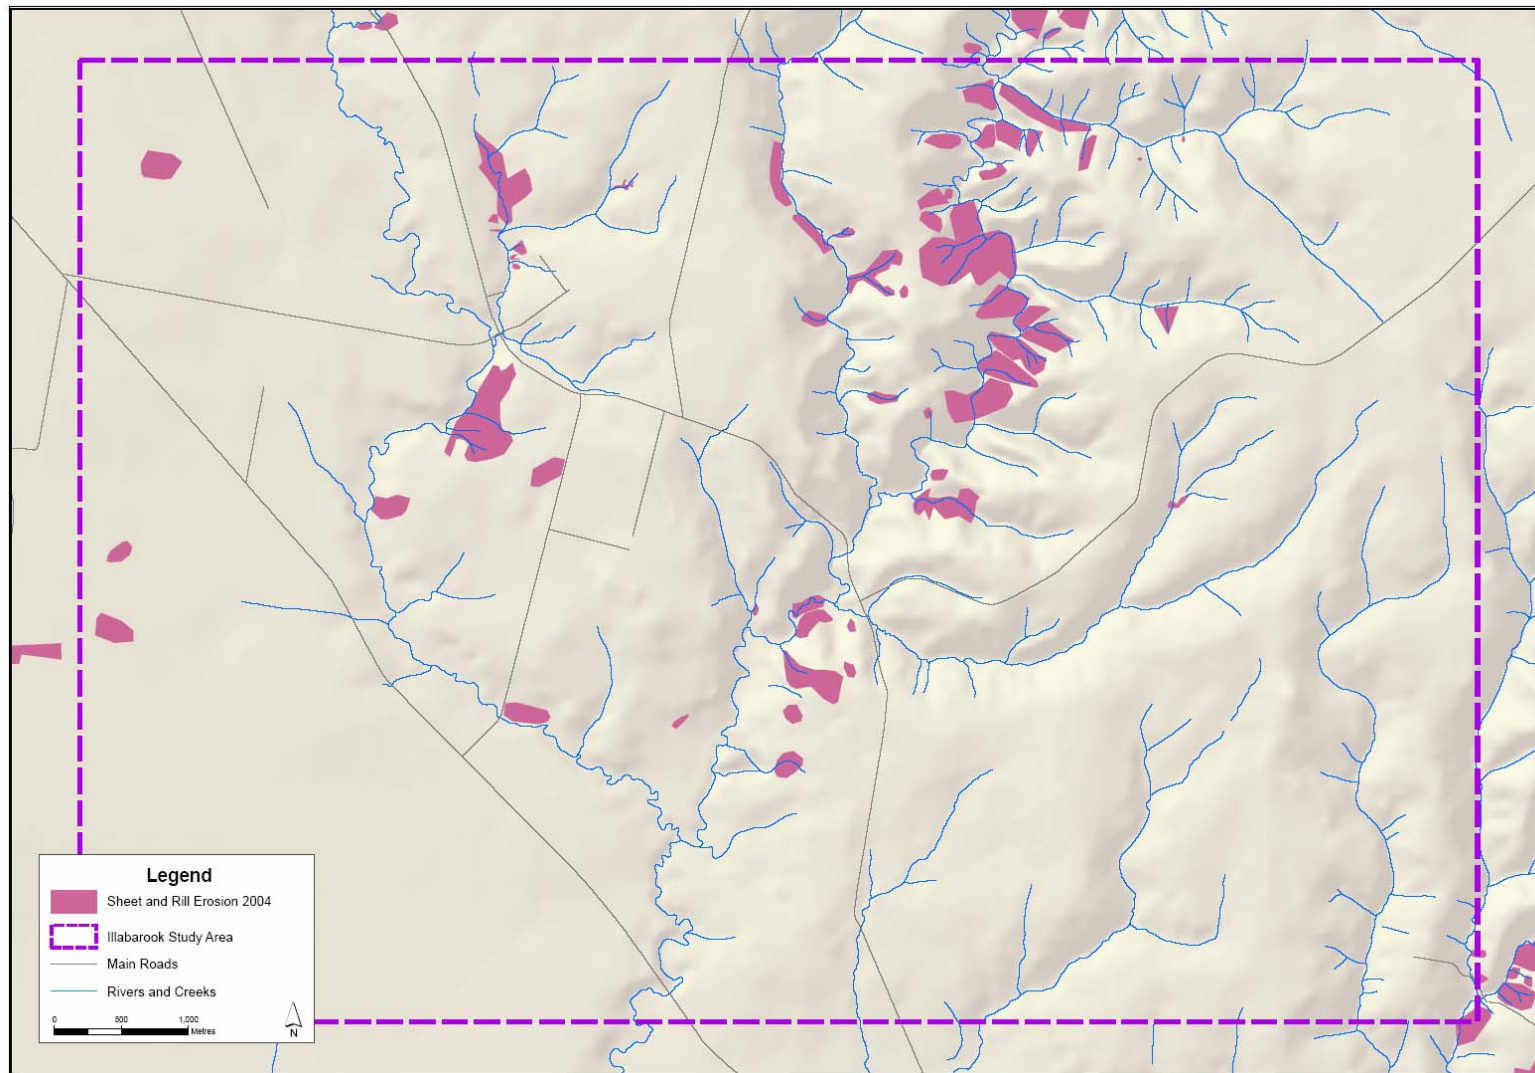 Legend
Sheet and Rill Erosion 2004
Illabarook Study Area
Main Roads
Rivers and Creeks
0 500 1,000
Metres
N